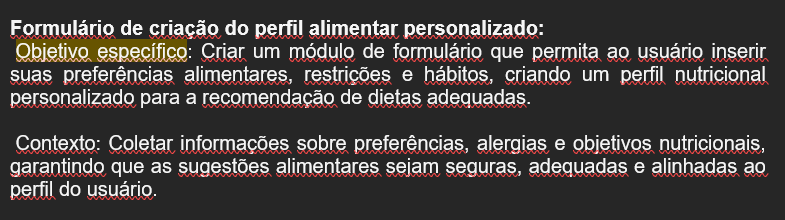 Formulário de criação do perfil alimentar personalizado:
Objetivo específico: Criar um módulo de formulário que permita ao usuário inserir
suas preferências alimentares, restrições e hábitos, criando um perfil nutricional
personalizado para a recomendação de dietas adequadas.
Contexto: Coletar informações sobre preferências, alergias e objetivos nutricionais,
garantindo que as sugestões alimentares sejam seguras, adequadas e alinhadas ao
perfil do usuário.